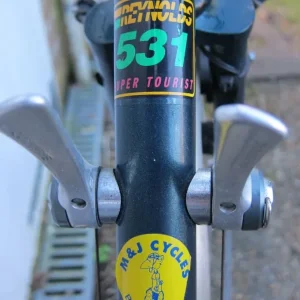 REYNOLDS
531
SUPER TOURIST
M&J CYCLES